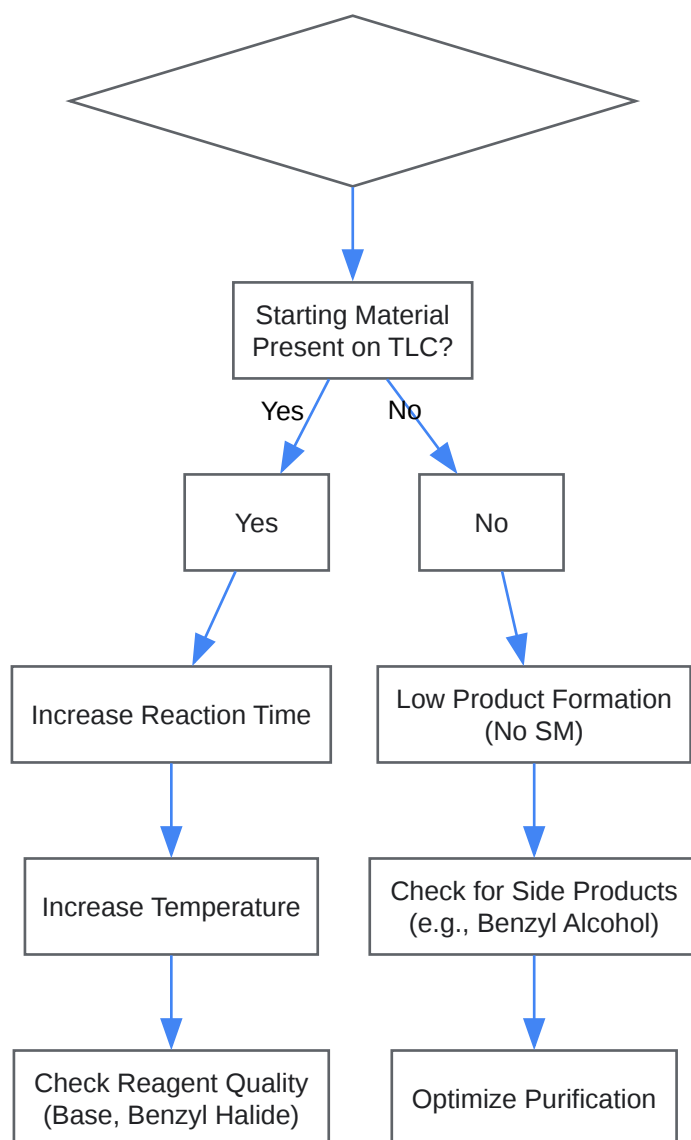 Starting Material
Present on TLC?
Yes
No
Yes
No
Increase Reaction Time
Low Product Formation
(No SM)
Increase Temperature
Check for Side Products
(e.g., Benzyl Alcohol)
Check Reagent Quality
(Base, Benzyl Halide)
Optimize Purification